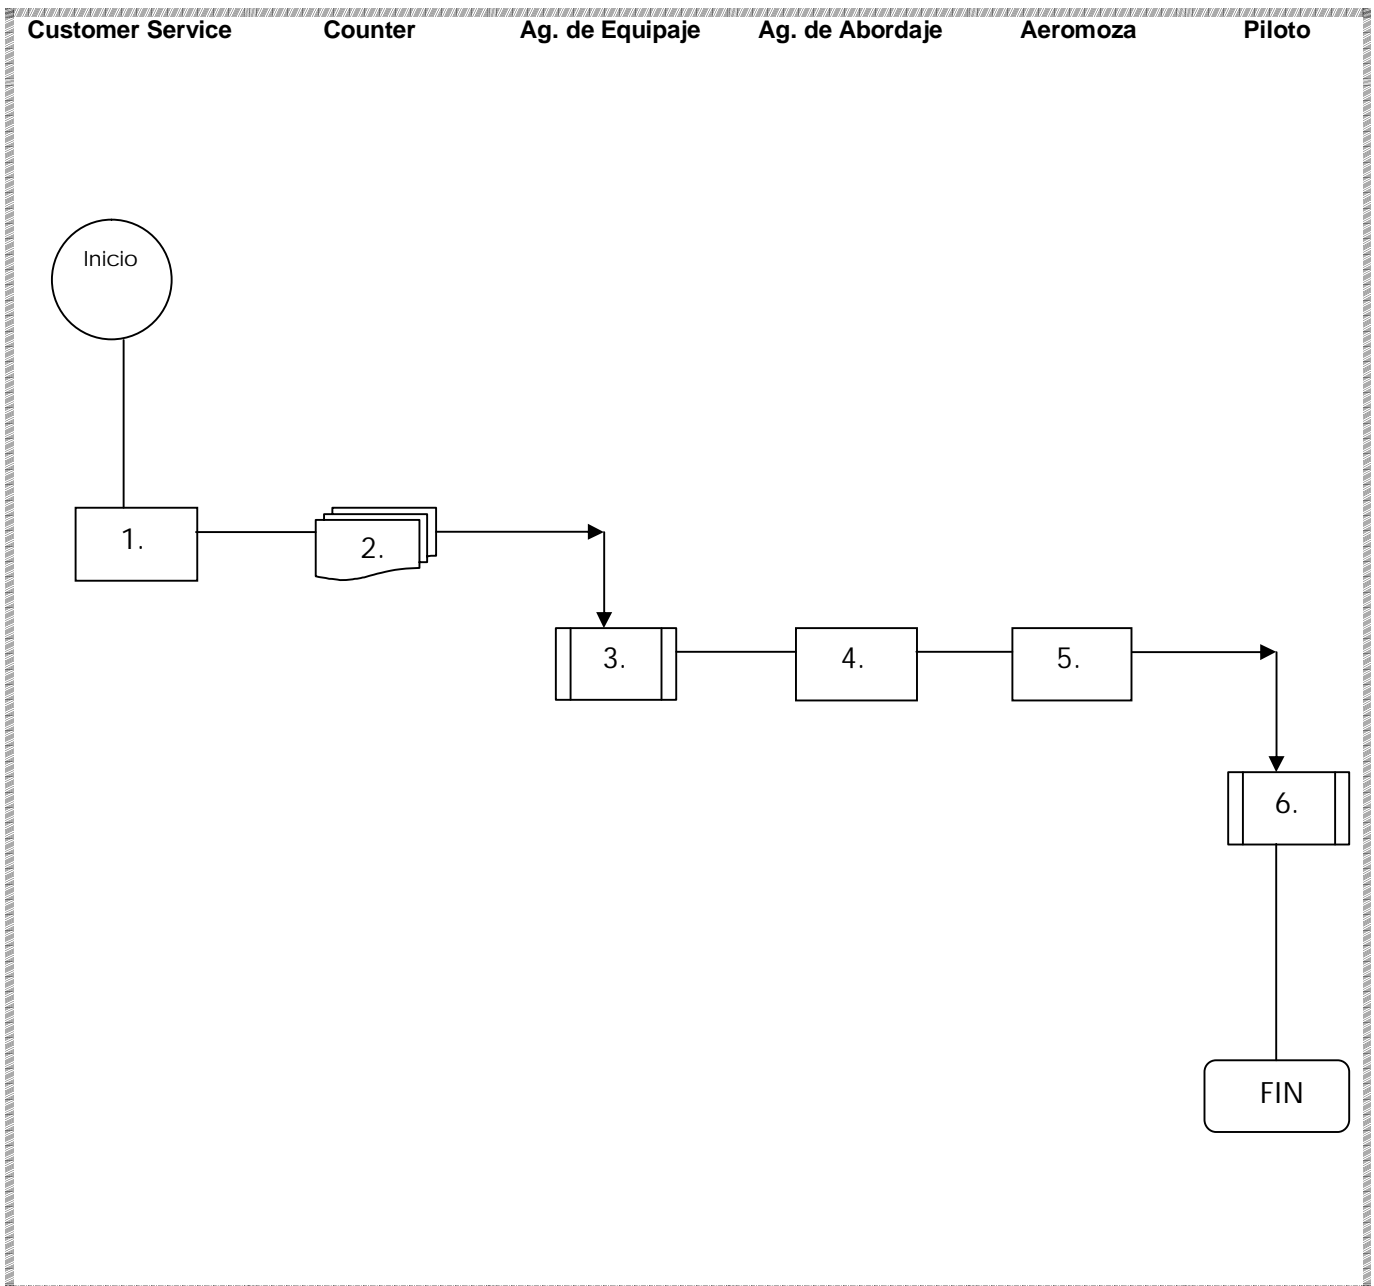 Customer Service Counter Ag. de Equipaje Ag. de Abordaje Aeromoza Piloto
Inicio
1.
2.
3.
4.
5.
6.
FIN